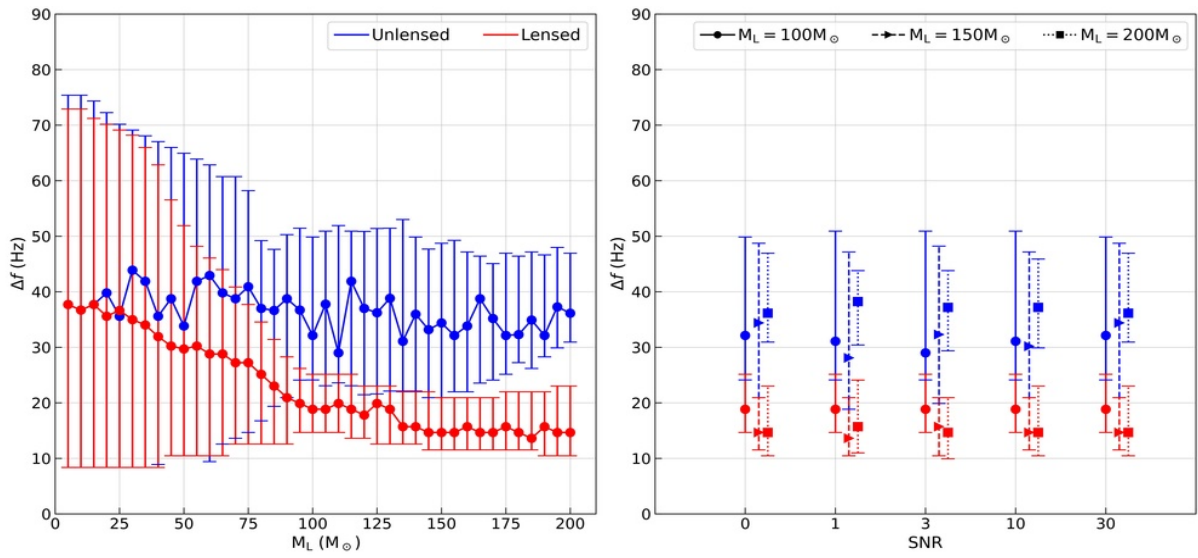 90
80
70
60
50
40
30
20
10
0
Δf (Hz)
Unlensed
Lensed
0 25 50 75 100 125 150 175 200
M_L (M_⊙)
90
80
70
60
50
40
30
20
10
0
Δf (Hz)
M_L = 100M_⊙
M_L = 150M_⊙
M_L = 200M_⊙
0 1 3 10 30
SNR